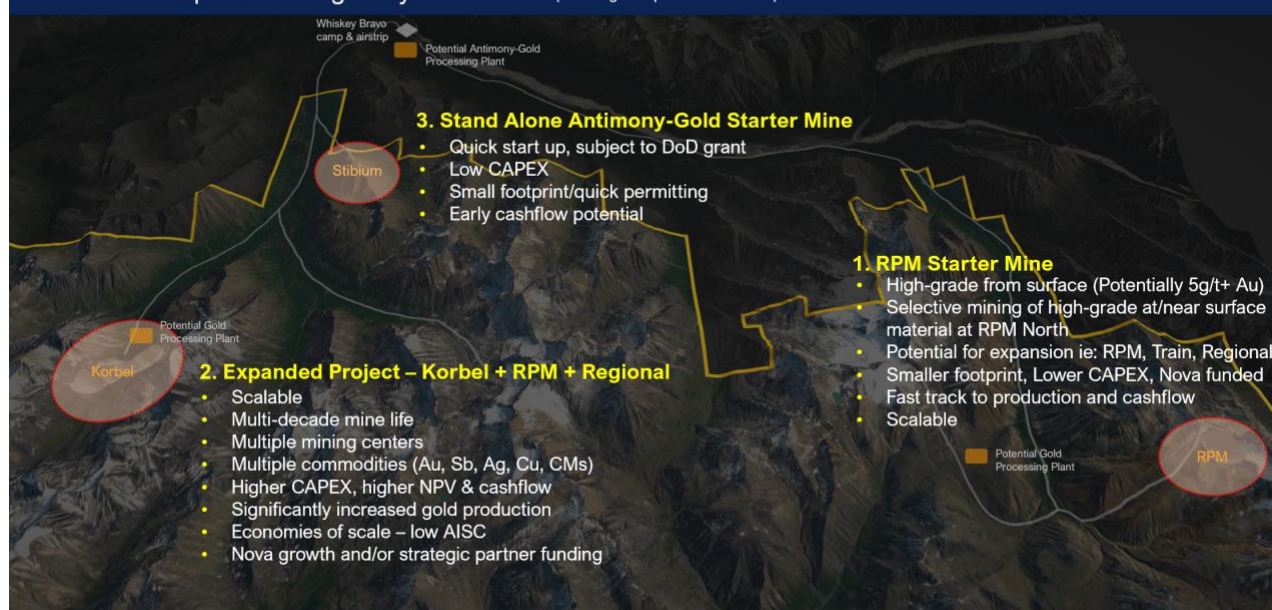 Whiskey Bravo
camp & airstrip
Potential Antimony-Gold
Processing Plant
3. Stand Alone Antimony-Gold Starter Mine
• Quick start up, subject to DoD grant
• Low CAPEX
• Small footprint/quick permitting
• Early cashflow potential
Stibium
1. RPM Starter Mine
• High-grade from surface (Potentially 5g/t+ Au)
• Selective mining of high-grade at/near surface
material at RPM North
• Potential for expansion ie: RPM, Train, Regional
• Smaller footprint, Lower CAPEX, Nova funded
• Fast track to production and cashflow
• Scalable
Potential Gold
Processing Plant
Korbel
2. Expanded Project – Korbel + RPM + Regional
• Scalable
• Multi-decade mine life
• Multiple mining centers
• Multiple commodities (Au, Sb, Ag, Cu, CMs)
• Higher CAPEX, higher NPV & cashflow
• Significantly increased gold production
• Economies of scale – low AISC
• Nova growth and/or strategic partner funding
Potential Gold
Processing Plant
RPM